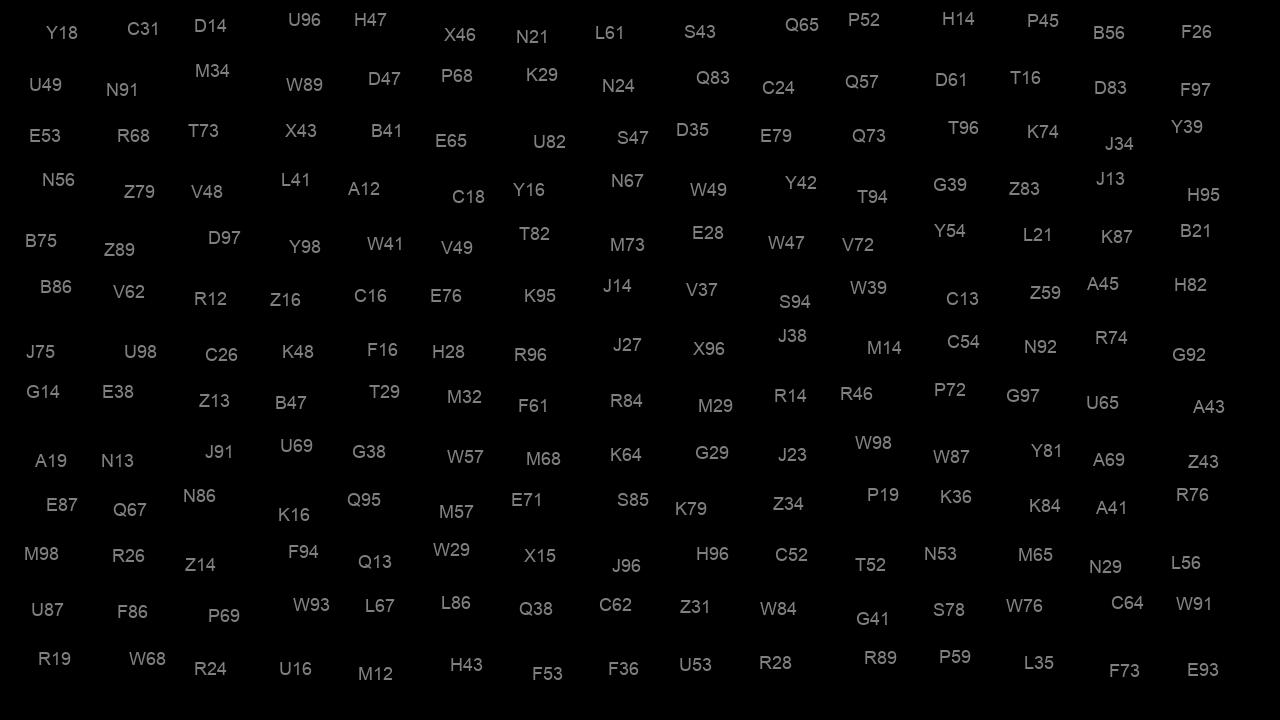 Y18 C31 D14 U96 H47 X46 N21 L61 S43 Q65 P52 H14 P45 B56 F26
U49 N91 M34 W89 D47 P68 K29 N24 Q83 C24 Q57 D61 T16 D83 F97
E53 R68 T73 X43 B41 E65 U82 S47 D35 E79 Q73 T96 K74 J34 Y39
N56 Z79 V48 L41 A12 C18 Y16 N67 W49 Y42 T94 G39 Z83 J13 H95
B75 Z89 D97 Y98 W41 V49 T82 M73 E28 W47 V72 Y54 L21 K87 B21
B86 V62 R12 Z16 C16 E76 K95 J14 V37 S94 W39 C13 Z59 A45 H82
J75 U98 C26 K48 F16 H28 R96 J27 X96 J38 M14 C54 N92 R74 G92
G14 E38 Z13 B47 T29 M32 F61 R84 M29 R14 R46 P72 G97 U65 A43
A19 N13 J91 U69 G38 W57 M68 K64 G29 J23 W98 W87 Y81 A69 Z43
E87 Q67 N86 K16 Q95 M57 E71 S85 K79 Z34 P19 K36 K84 A41 R76
M98 R26 Z14 F94 Q13 W29 X15 J96 H96 C52 T52 N53 M65 N29 L56
U87 F86 P69 W93 L67 L86 Q38 C62 Z31 W84 G41 S78 W76 C64 W91
R19 W68 R24 U16 M12 H43 F53 F36 U53 R28 R89 P59 L35 F73 E93